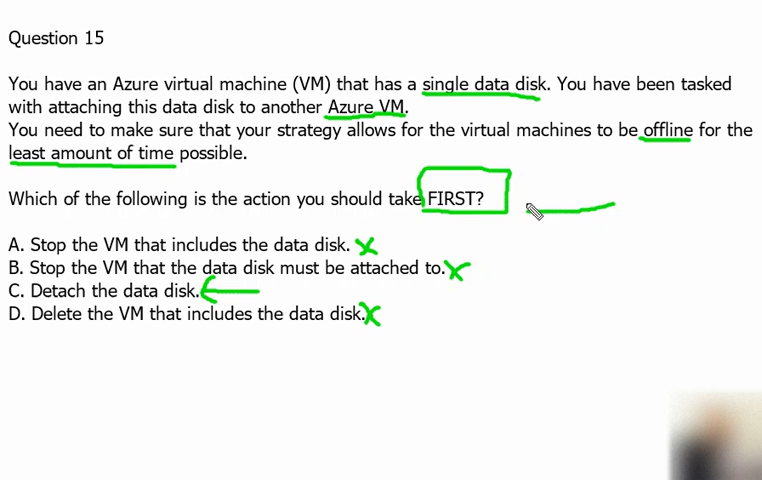 Question 15
You have an Azure virtual machine (VM) that has a single data disk. You have been tasked
with attaching this data disk to another Azure VM.
You need to make sure that your strategy allows for the virtual machines to be offline for the
least amount of time possible.
Which of the following is the action you should take FIRST?
A. Stop the VM that includes the data disk.
B. Stop the VM that the data disk must be attached to.
C. Detach the data disk.
D. Delete the VM that includes the data disk.